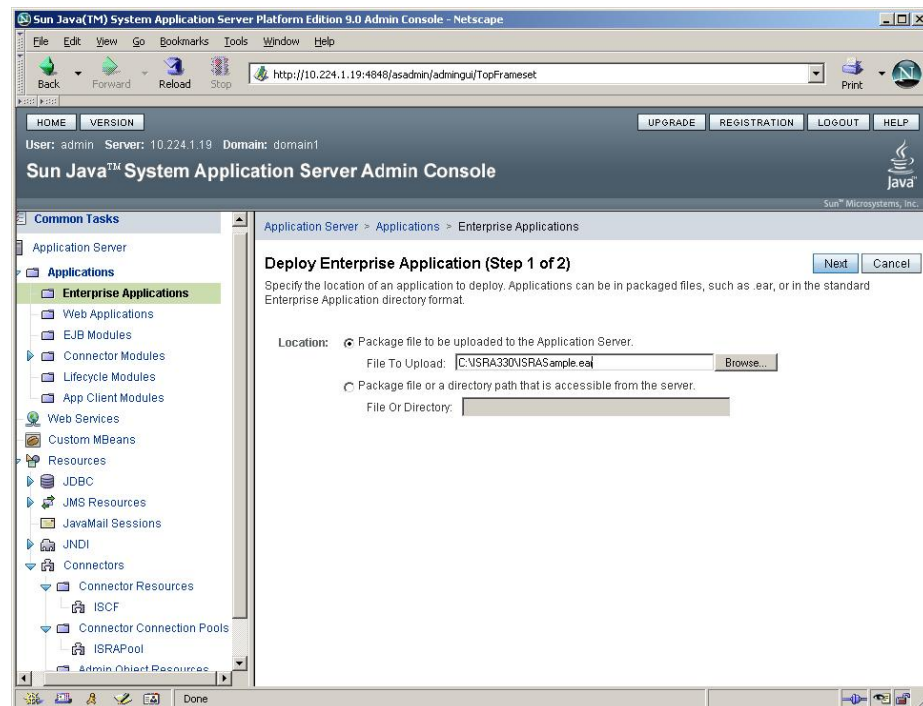 Sun Java(TM) System Application Server Platform Edition 9.0 Admin Console - Netscape
File Edit View Go Bookmarks Tools Window Help
Back Forward Reload Stop http://10.224.1.19:4848/asadmin/admingui/TopFrameset Print
HOME VERSION UPGRADE REGISTRATION LOGOUT HELP
User: admin Server: 10.224.1.19 Domain: domain1
Sun Java™ System Application Server Admin Console
Java™
Sun™ Microsystems, Inc.
Common Tasks
Application Server
Applications
Enterprise Applications
Web Applications
EJB Modules
Connector Modules
Lifecycle Modules
App Client Modules
Web Services
Custom MBeans
Resources
JDBC
JMS Resources
JavaMail Sessions
JNDI
Connectors
Connector Resources
ISCF
Connector Connection Pools
ISRAPool
Admin Object Resources
Application Server > Applications > Enterprise Applications
Deploy Enterprise Application (Step 1 of 2) Next Cancel
Specify the location of an application to deploy. Applications can be in packaged files, such as .ear, or in the standard
Enterprise Application directory format.
Location: Package file to be uploaded to the Application Server.
File To Upload: C:\ISRA330\ISRASample.ear Browse...
Package file or a directory path that is accessible from the server.
File Or Directory:
Done